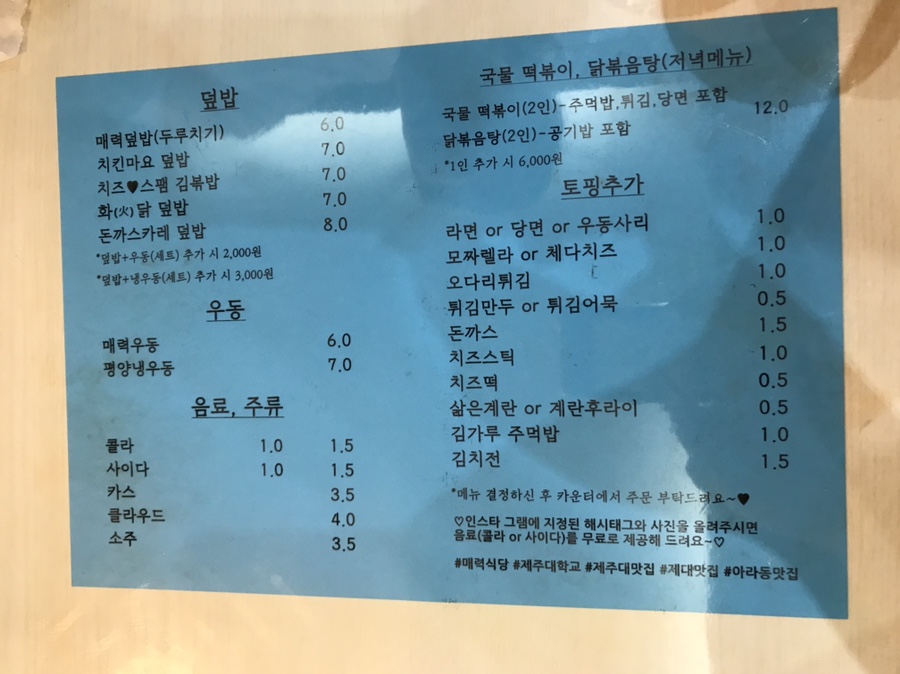 덮밥
매력덮밥(두루치기) 6.0
치킨마요 덮밥 7.0
치즈♥스팸 김볶밥 7.0
화(火)닭 덮밥 7.0
돈까스카레 덮밥 8.0
*덮밥+우동(세트) 추가 시 2,000원
*덮밥+냉우동(세트) 추가 시 3,000원
우동
매력우동 6.0
평양냉우동 7.0
음료, 주류
콜라 1.0 1.5
사이다 1.0 1.5
카스 3.5
클라우드 4.0
소주 3.5
국물 떡볶이, 닭볶음탕(저녁메뉴)
국물 떡볶이(2인)-주먹밥,튀김,당면 포함 12.0
닭볶음탕(2인)-공기밥 포함
*1인 추가 시 6,000원
토핑추가
라면 or 당면 or 우동사리 1.0
모짜렐라 or 체다치즈 1.0
오다리튀김 1.0
튀김만두 or 튀김어묵 0.5
돈까스 1.5
치즈스틱 1.0
치즈떡 0.5
삶은계란 or 계란후라이 0.5
김가루 주먹밥 1.0
김치전 1.5
*메뉴 결정하신 후 카운터에서 주문 부탁드려요~♥
♡인스타 그램에 지정된 해시태그와 사진을 올려주시면
음료(콜라 or 사이다)를 무료로 제공해 드려요~♡
#매력식당 #제주대학교 #제주대맛집 #제대맛집 #아라동맛집